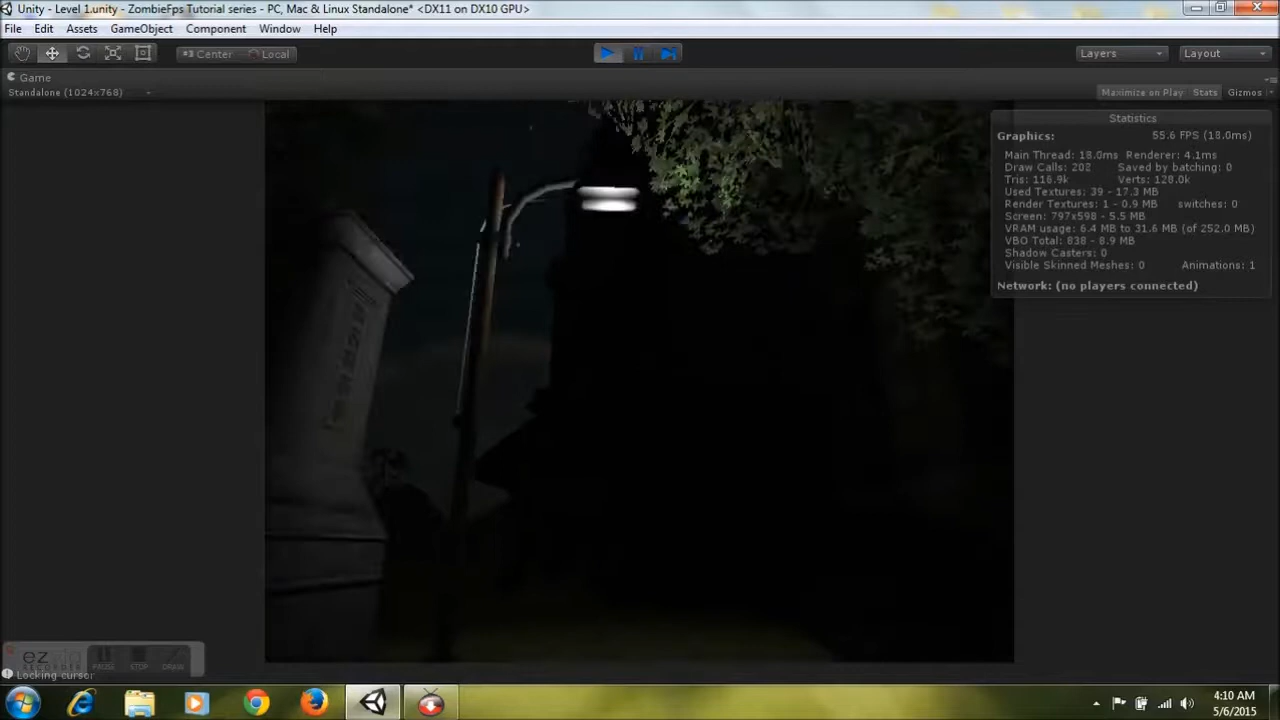 Unity - Level 1.unity - ZombieFps Tutorial series - PC, Mac & Linux Standalone* <DX11 on DX10 GPU>
File Edit Assets GameObject Component Window Help
Center Local Layers Layout
Game
Standalone (1024x768) Maximize on Play Stats Gizmos
Statistics
Graphics: 55.6 FPS (18.0ms)
Main Thread: 18.0ms Renderer: 4.1ms
Draw Calls: 202 Saved by batching: 0
Tris: 116.9k Verts: 128.0k
Used Textures: 39 - 17.3 MB
Render Textures: 1 - 0.9 MB switches: 0
Screen: 797x598 - 5.5 MB
VRAM usage: 6.4 MB to 31.6 MB (of 252.0 MB)
VBO Total: 838 - 8.9 MB
Shadow Casters: 0
Visible Skinned Meshes: 0 Animations: 1
Network: (no players connected)
PAUSE STOP DRAW
Locking cursor
4:10 AM
5/6/2015